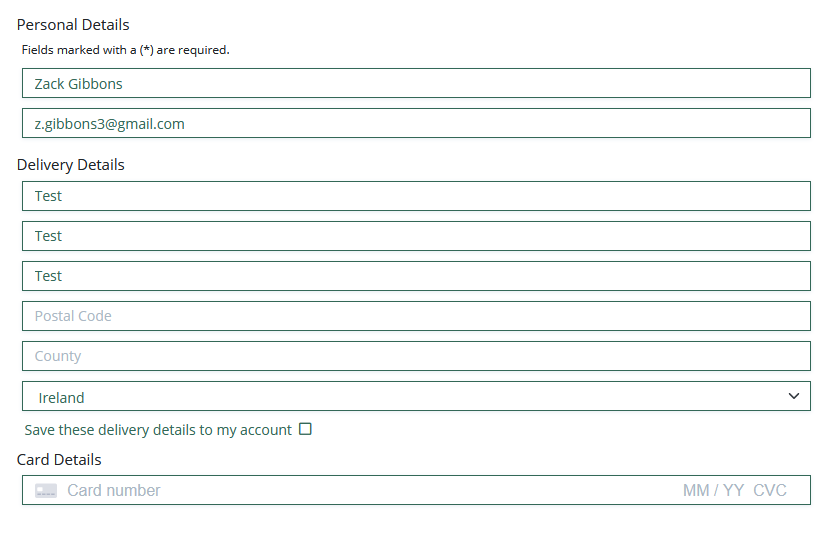 Personal Details
Fields marked with a (*) are required.
Zack Gibbons
z.gibbons3@gmail.com
Delivery Details
Test
Test
Test
Postal Code
County
Ireland
Save these delivery details to my account
Card Details
Card number MM / YY CVC